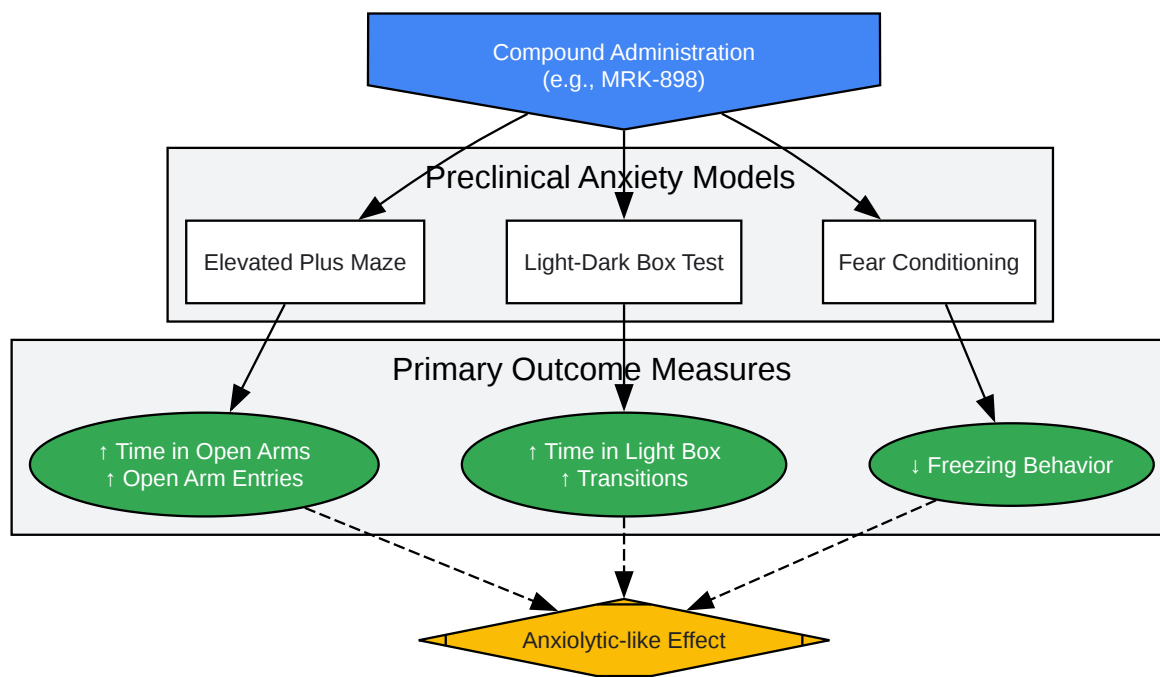 Compound Administration
(e.g., MRK-898)
Preclinical Anxiety Models
Elevated Plus Maze
Light-Dark Box Test
Fear Conditioning
Primary Outcome Measures
↑ Time in Open Arms
↑ Open Arm Entries
↑ Time in Light Box
↑ Transitions
↓ Freezing Behavior
Anxiolytic-like Effect